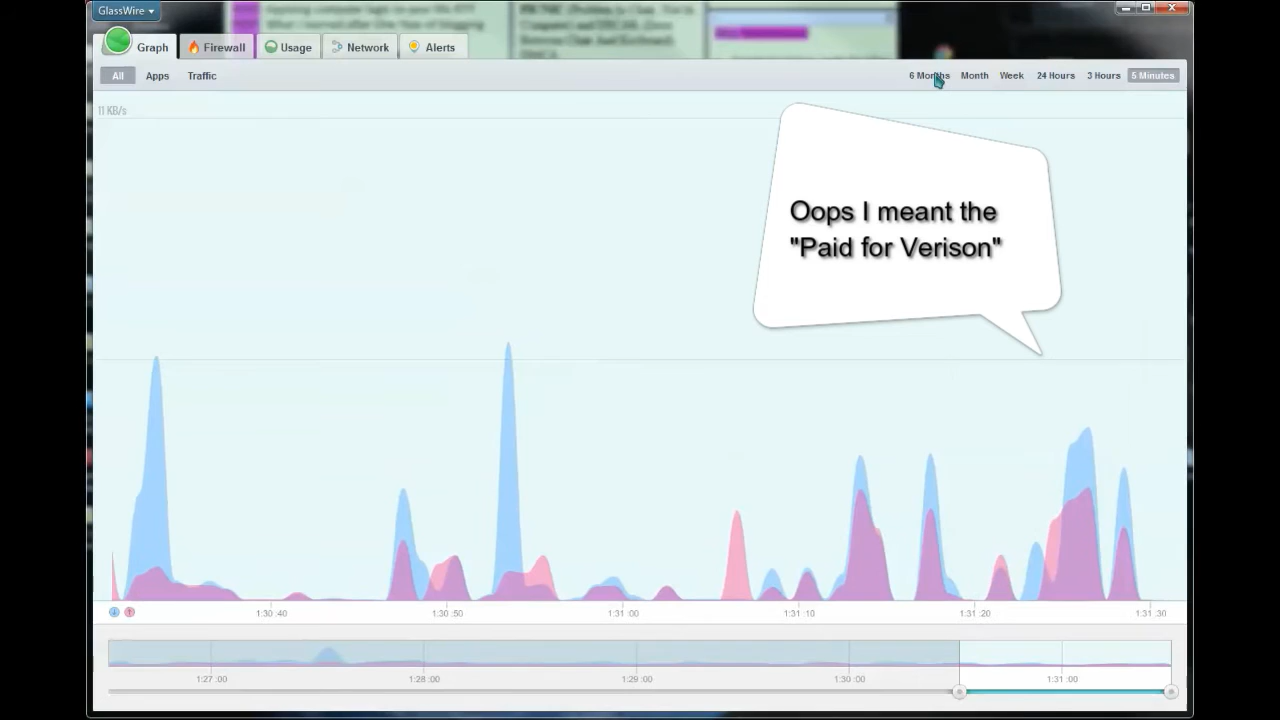 GlassWire
Graph
Firewall
Usage
Network
Alerts
All
Apps
Traffic
6 Months
Month
Week
24 Hours
3 Hours
5 Minutes
11 KB/s
Oops I meant the
"Paid for Verison"
1:30:40
1:30:50
1:31:00
1:31:10
1:31:20
1:31:30
1:27:00
1:28:00
1:29:00
1:30:00
1:31:00